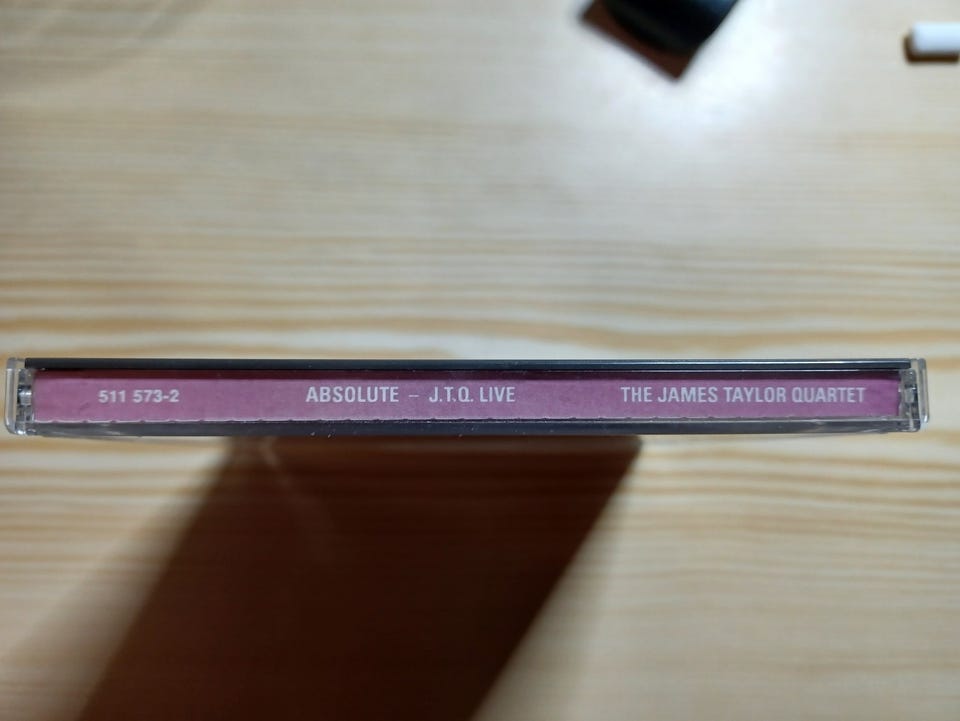 511 573-2 ABSOLUTE – J.T.Q. LIVE THE JAMES TAYLOR QUARTET